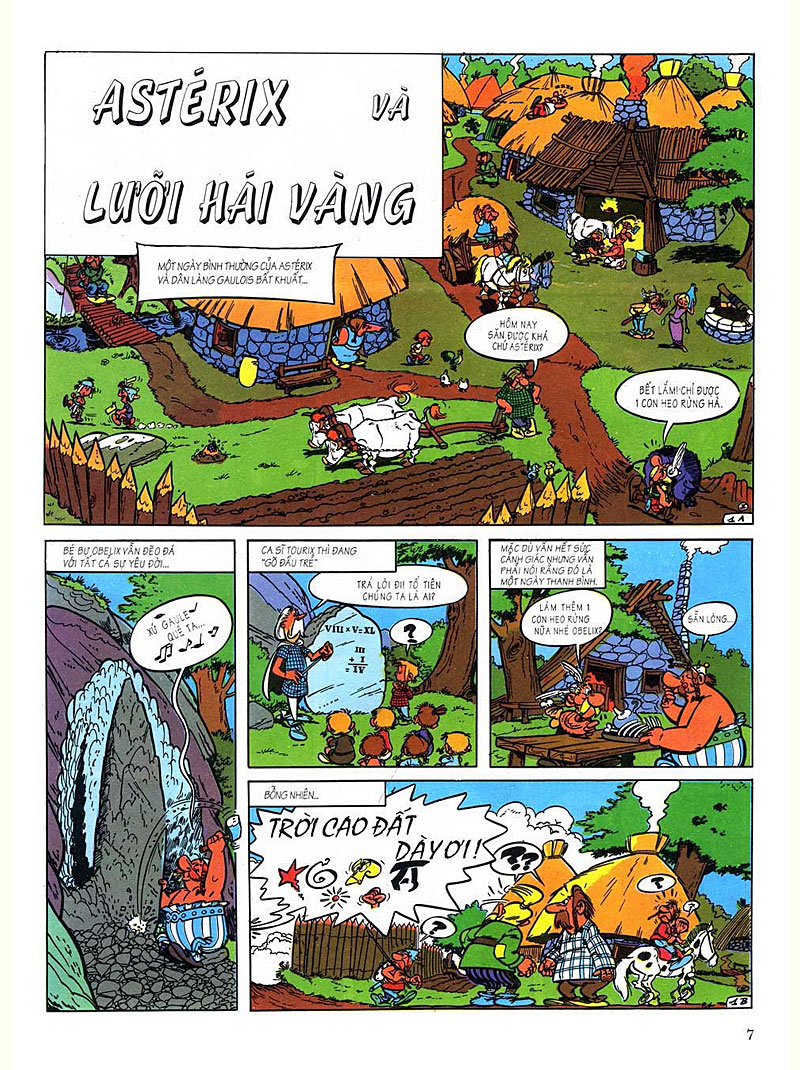 ASTÉRIX VÀ
LƯỠI HÁI VÀNG
MỘT NGÀY BÌNH THƯỜNG CỦA ASTÉRIX
VÀ DÂN LÀNG GAULOIS BẤT KHUẤT...
HÔM NAY
SĂN ĐƯỢC KHÁ
CHỨ ASTÉRIX?
BẾT LẮM! CHỈ ĐƯỢC
1 CON HEO RỪNG HÀ.
1A
BÉ BỰ OBELIX VẪN ĐẼO ĐÁ
VỚI TẤT CẢ SỰ YÊU ĐỜI...
XỨ GAULE
QUÊ TA...
CA SĨ TOURIX THÌ ĐANG
"GÕ ĐẦU TRẺ"
TRẢ LỜI ĐI! TỔ TIÊN
CHÚNG TA LÀ AI?
VIII x V=XL
III
+ I
= IV
?
MẶC DÙ VẪN HẾT SỨC
CẢNH GIÁC NHƯNG VẪN
PHẢI NÓI RẰNG ĐÓ LÀ
MỘT NGÀY THANH BÌNH.
LÀM THÊM 1
CON HEO RỪNG
NỮA NHÉ OBELIX?
SẴN LÒNG...
BỖNG NHIÊN...
TRỜI CAO ĐẤT
DÀY ƠI!
??
?
?
?
1B
7